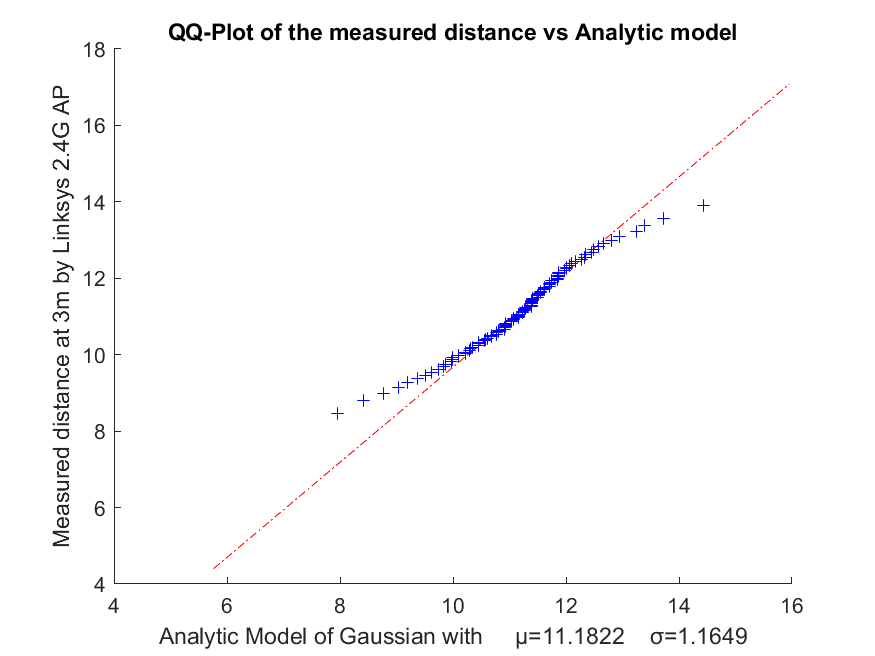 QQ-Plot of the measured distance vs Analytic model
Measured distance at 3m by Linksys 2.4G AP
18
16
14
12
10
8
6
4
4 6 8 10 12 14 16
Analytic Model of Gaussian with μ=11.1822 σ=1.1649